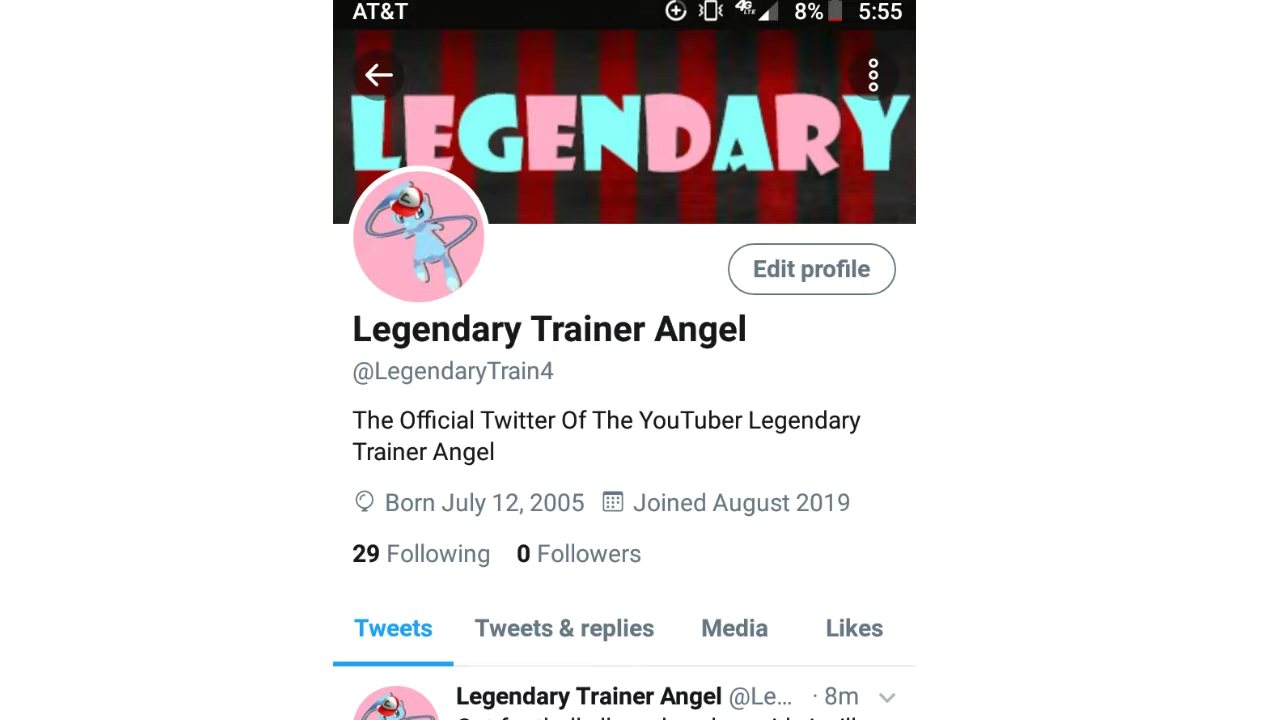 AT&T 4G LTE 8% 5:55
LEGENDARY
Edit profile
Legendary Trainer Angel
@LegendaryTrain4
The Official Twitter Of The YouTuber Legendary
Trainer Angel
Born July 12, 2005 Joined August 2019
29 Following 0 Followers
Tweets Tweets & replies Media Likes
Legendary Trainer Angel @Le... · 8m